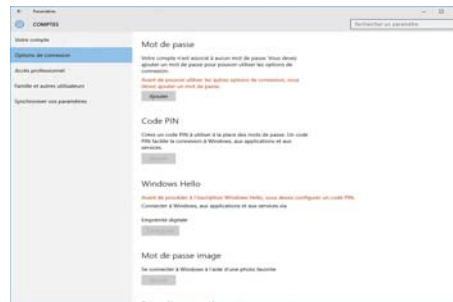 Paramètres
COMPTES
Rechercher un paramètre
Votre compte
Options de connexion
Accès professionnel
Famille et autres utilisateurs
Synchroniser vos paramètres
Mot de passe
Votre compte n'est associé à aucun mot de passe. Vous devez
ajouter un mot de passe pour pouvoir utiliser les options de
connexion.
Avant de pouvoir utiliser les autres options de connexion, vous
devez ajouter un mot de passe.
Ajouter
Code PIN
Créez un code PIN à utiliser à la place des mots de passe. Un code
PIN facilite la connexion à Windows, aux applications et aux
services.
Ajouter
Windows Hello
Avant de procéder à l'inscription Windows Hello, vous devez configurer un code PIN.
Connecter à Windows, aux applications et aux services via
Empreinte digitale
Configurer
Mot de passe image
Se connecter à Windows à l'aide d'une photo favorite
Ajouter